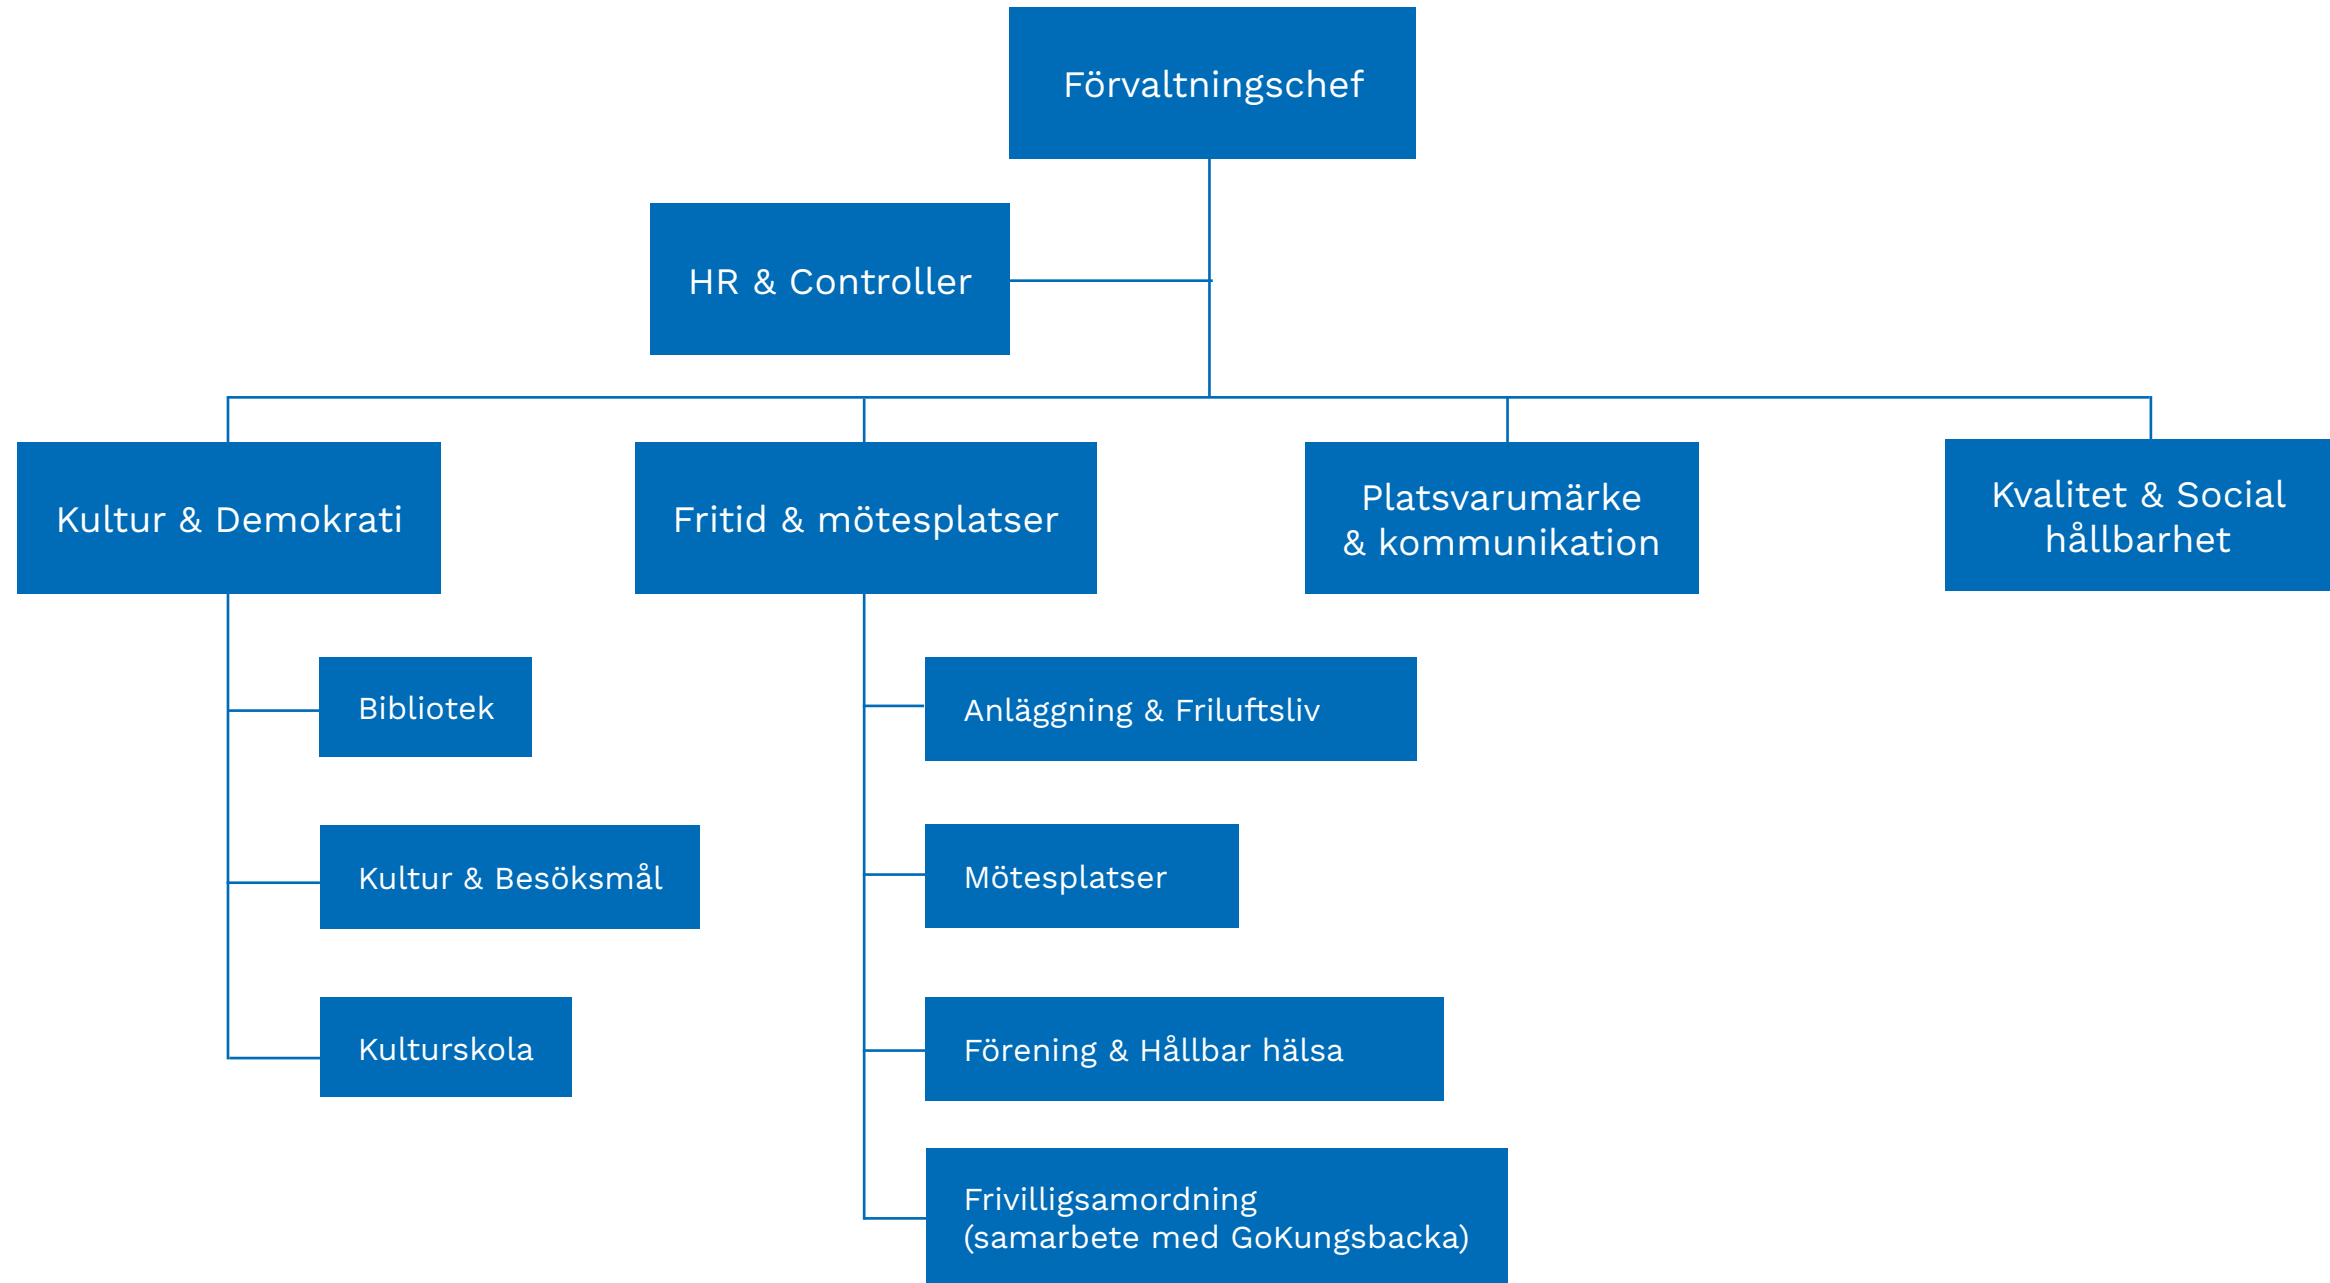 Förvaltningschef
HR & Controller
Kultur & Demokrati
Fritid & mötesplatser
Platsvarumärke
& kommunikation
Kvalitet & Social
hållbarhet
Bibliotek
Kultur & Besöksmål
Kulturskola
Anläggning & Friluftsliv
Mötesplatser
Förening & Hållbar hälsa
Frivilligsamordning
(samarbete med GoKungsbacka)